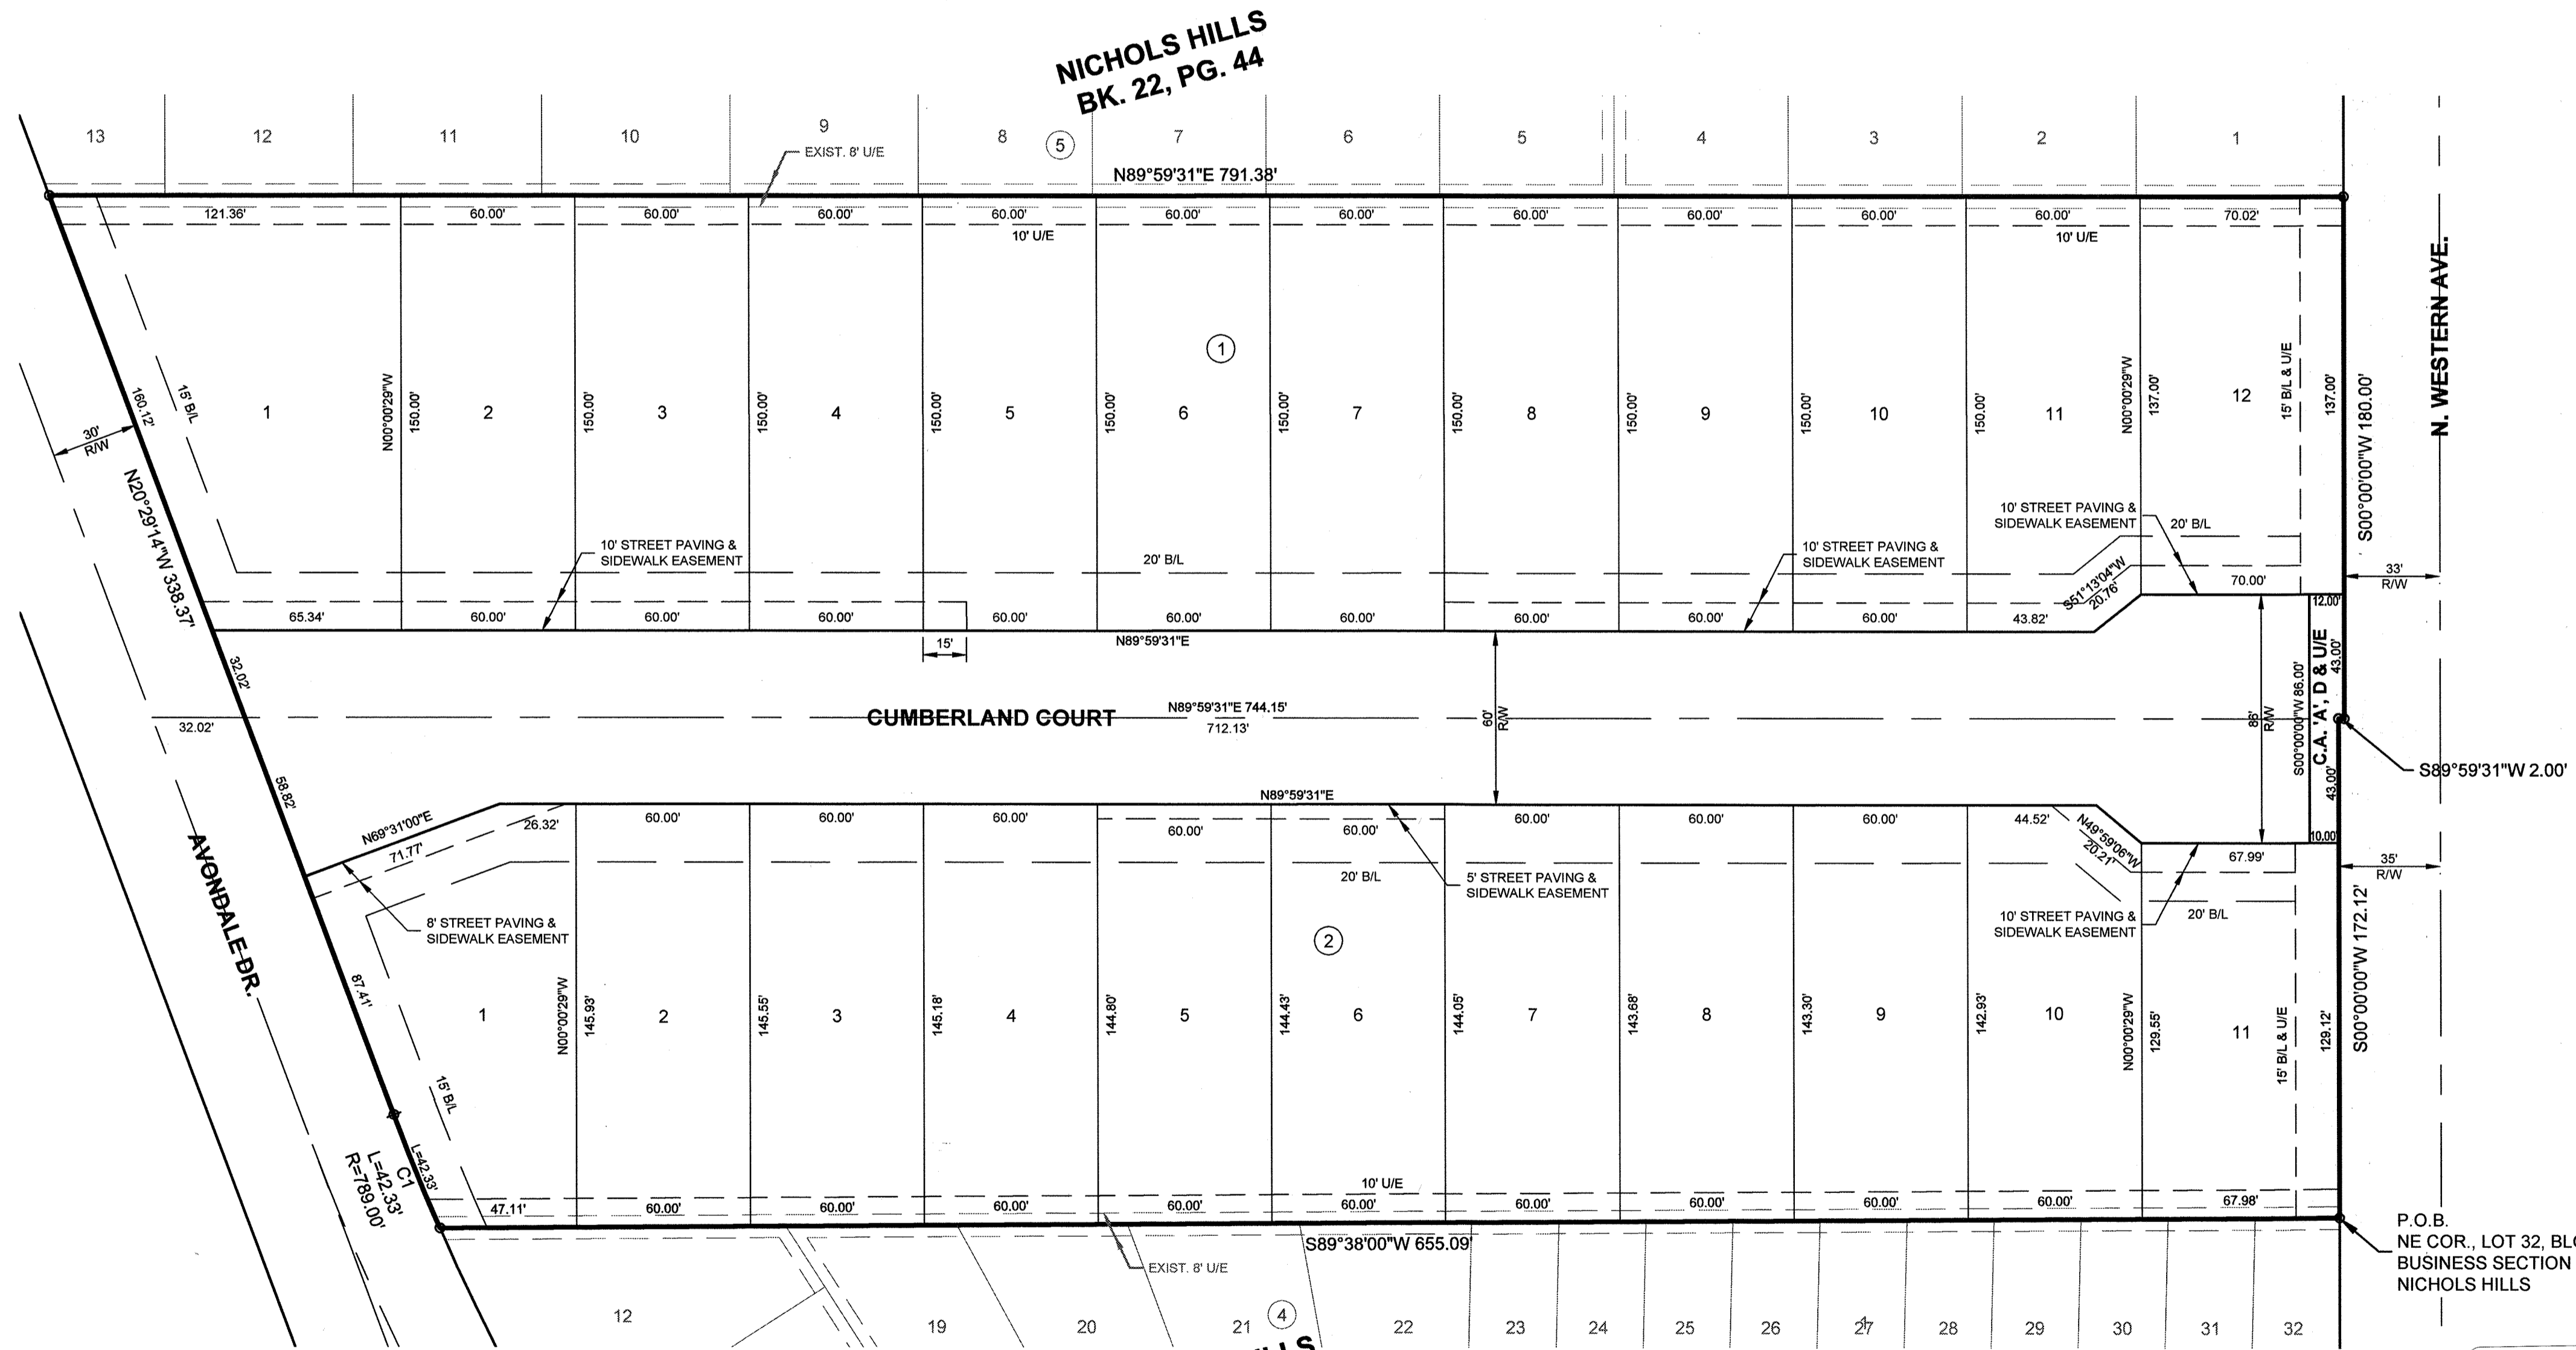 NICHOLS HILLS
BK. 22, PG. 44
13
12
11
10
9
8
5
7
6
5
4
3
2
1
EXIST. 8' U/E
N89°59'31"E 791.38'
121.36'
60.00'
60.00'
60.00'
60.00'
60.00'
60.00'
60.00'
60.00'
60.00'
60.00'
70.02'
10' U/E
10' U/E
1
160.12'
15' B/L
30'
R/W
N20°29'14"W 338.37'
1
N00°00'29"W
150.00'
2
150.00'
3
150.00'
4
150.00'
5
150.00'
6
150.00'
7
150.00'
8
150.00'
9
150.00'
10
150.00'
11
N00°00'29"W
137.00'
12
15' B/L & U/E
137.00'
S00°00'00"W 180.00'
N. WESTERN AVE.
10' STREET PAVING &
SIDEWALK EASEMENT
20' B/L
10' STREET PAVING &
SIDEWALK EASEMENT
10' STREET PAVING &
SIDEWALK EASEMENT
20' B/L
S51°13'04"W
20.76'
70.00'
33'
R/W
65.34'
60.00'
60.00'
60.00'
60.00'
60.00'
60.00'
60.00'
60.00'
60.00'
43.82'
12.00'
15'
N89°59'31"E
32.02'
32.02'
CUMBERLAND COURT
N89°59'31"E 744.15'
712.13'
60'
R/W
86'
R/W
S00°00'00"W 86.00'
C.A. 'A', D & U/E
43.00'
43.00'
10.00'
S89°59'31"W 2.00'
58.82'
N69°31'00"E
71.77'
26.32'
N89°59'31"E
60.00'
60.00'
60.00'
60.00'
60.00'
60.00'
60.00'
60.00'
44.52'
N49°59'06"W
20.21'
67.99'
35'
R/W
20' B/L
5' STREET PAVING &
SIDEWALK EASEMENT
8' STREET PAVING &
SIDEWALK EASEMENT
10' STREET PAVING &
SIDEWALK EASEMENT
20' B/L
2
AVONDALE DR.
87.41'
1
N00°00'29"W
145.93'
2
145.55'
3
145.18'
4
144.80'
5
144.43'
6
144.05'
7
143.68'
8
143.30'
9
142.93'
10
N00°00'29"W
129.55'
11
15' B/L & U/E
129.12'
S00°00'00"W 172.12'
15' B/L
L=42.33'
C1
L=42.33'
R=789.00'
10' U/E
47.11'
60.00'
60.00'
60.00'
60.00'
60.00'
60.00'
60.00'
60.00'
60.00'
67.98'
S89°38'00"W 655.09'
EXIST. 8' U/E
P.O.B.
NE COR., LOT 32,
BUSINESS SECTION
NICHOLS HILLS
12
19
20
21
4
22
23
24
25
26
27
28
29
30
31
32